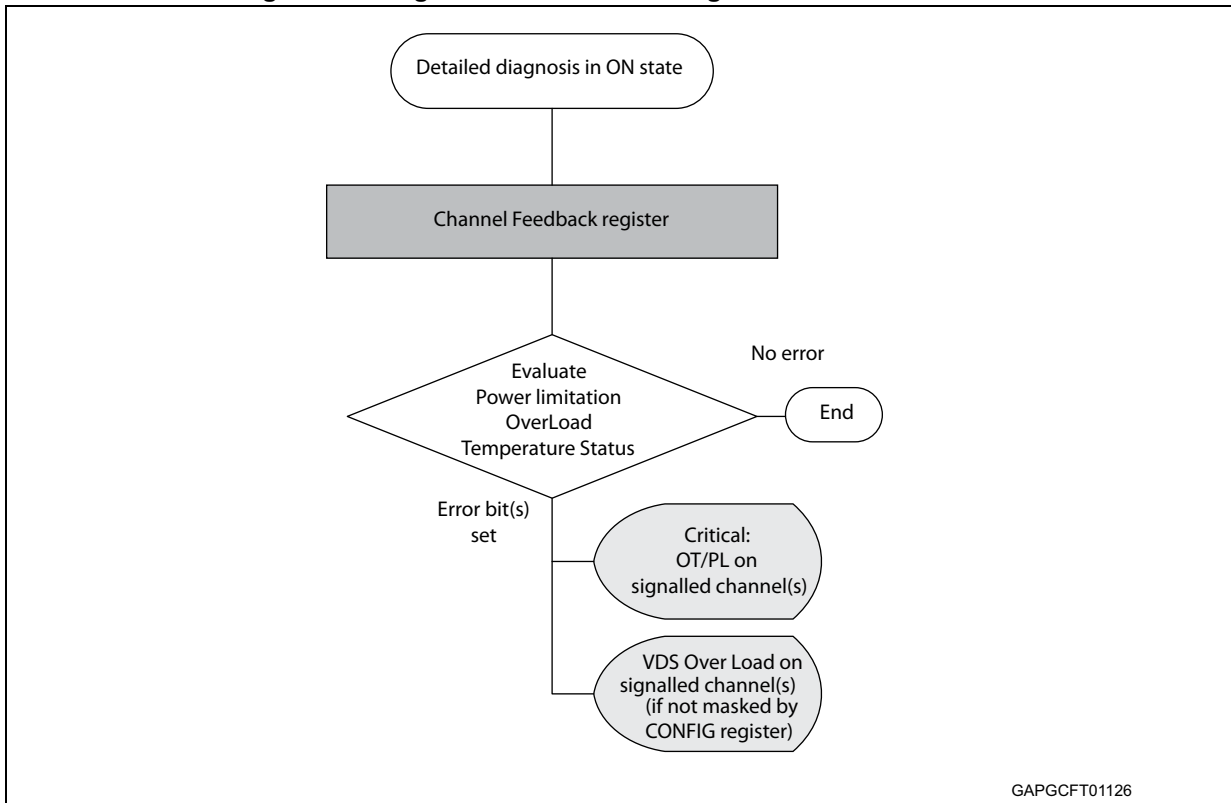 Detailed diagnosis in ON state
Channel Feedback register
No error
Evaluate
Power limitation
OverLoad
Temperature Status
End
Error bit(s)
set
Critical:
OT/PL on
signalled channel(s)
VDS Over Load on
signalled channel(s)
(if not masked by
CONFIG register)
GAPGCFT01126